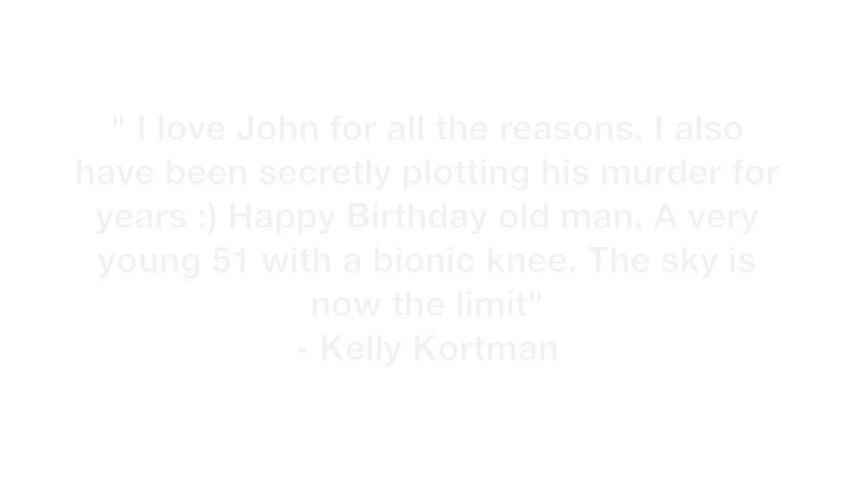 " I love John for all the reasons. I also
have been secretly plotting his murder for
years :) Happy Birthday old man. A very
young 51 with a bionic knee. The sky is
now the limit"
- Kelly Kortman